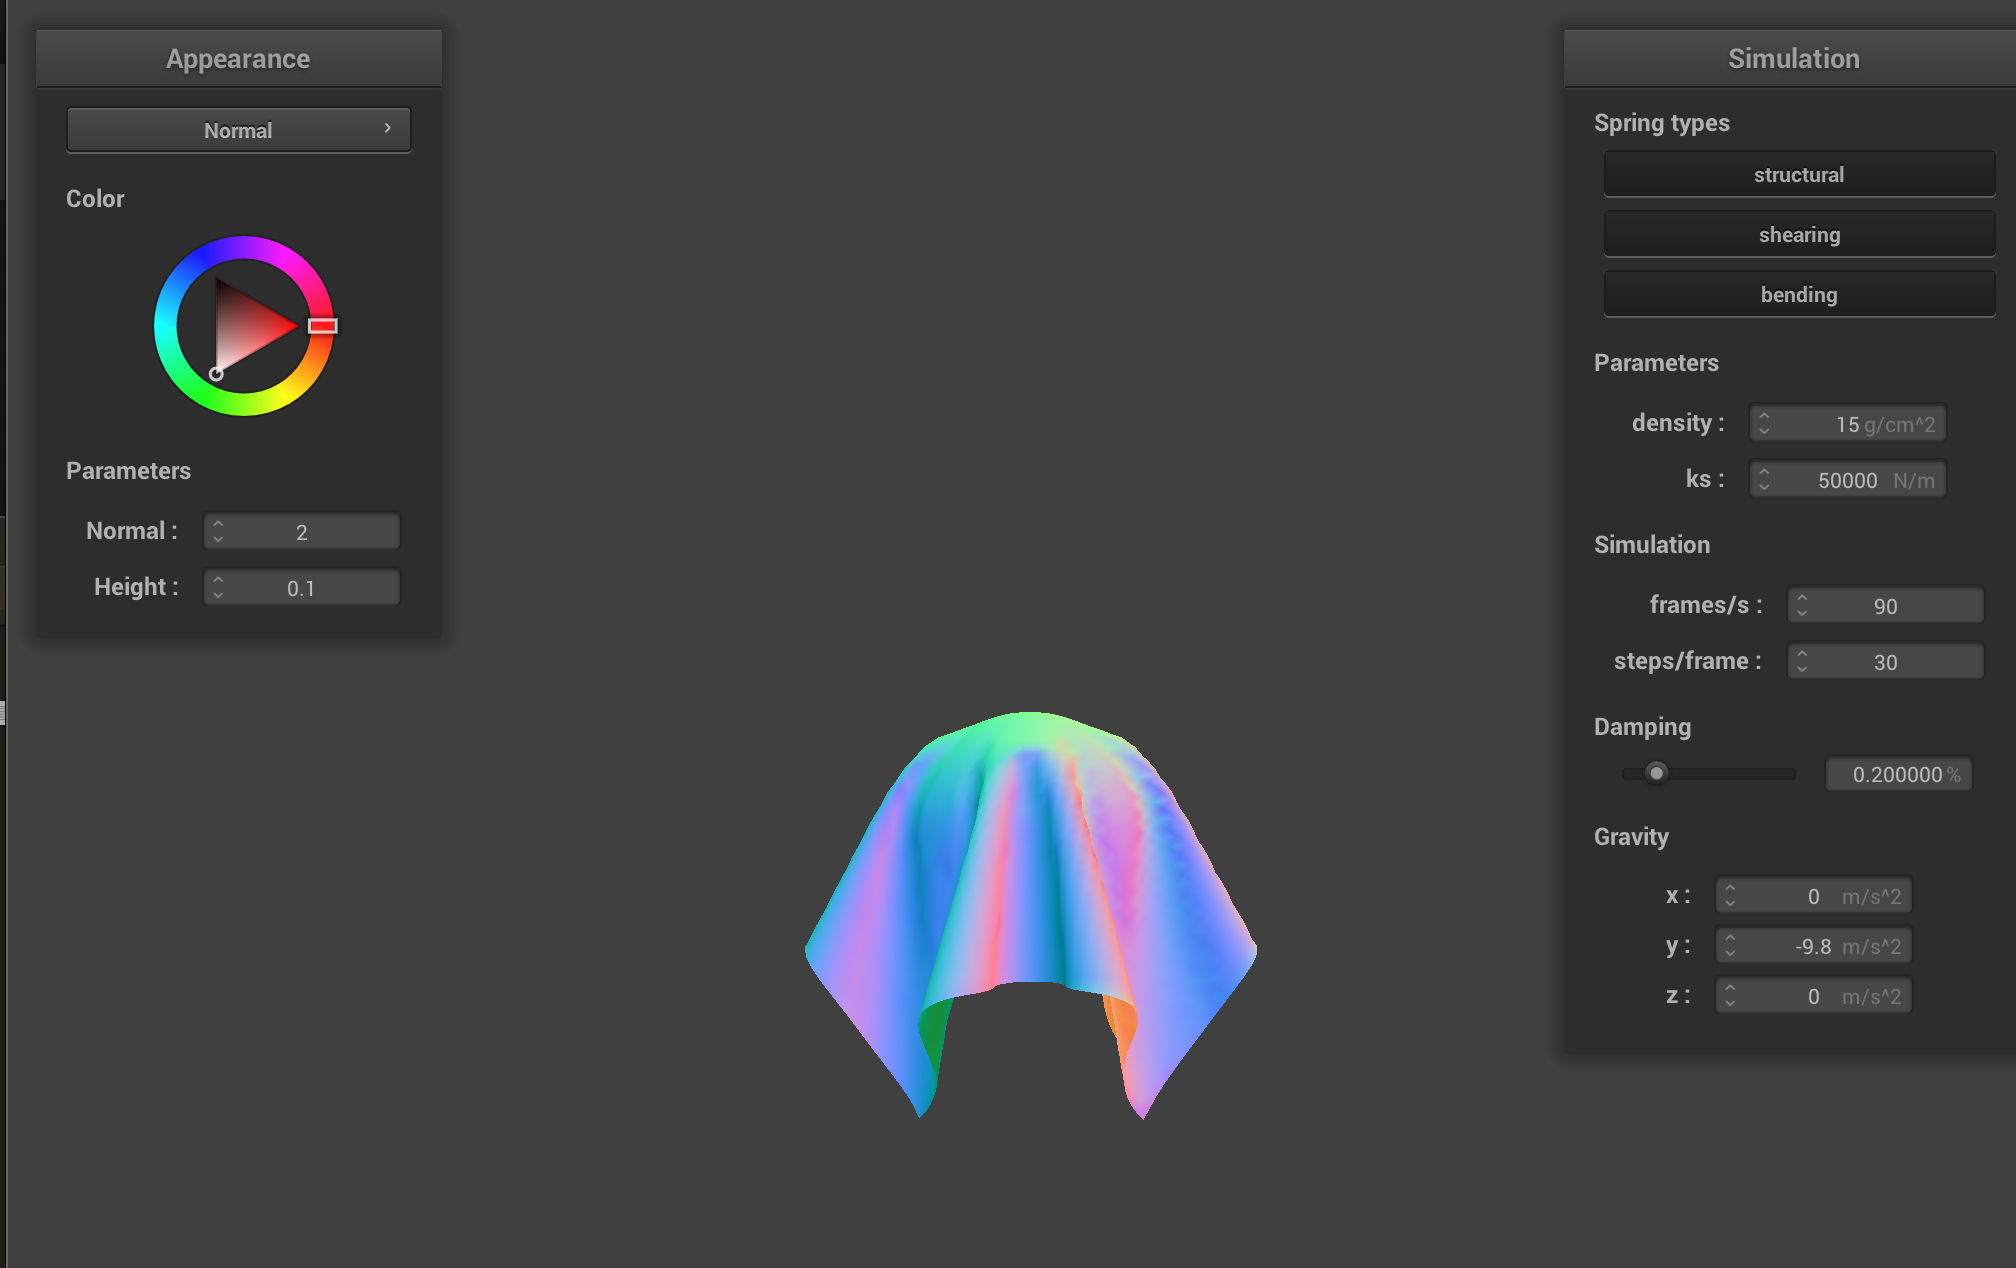 Appearance
Normal
Color
Parameters
Normal : 2
Height : 0.1
Simulation
Spring types
structural
shearing
bending
Parameters
density : 15 g/cm^2
ks : 50000 N/m
Simulation
frames/s : 90
steps/frame : 30
Damping
0.200000 %
Gravity
x : 0 m/s^2
y : -9.8 m/s^2
z : 0 m/s^2